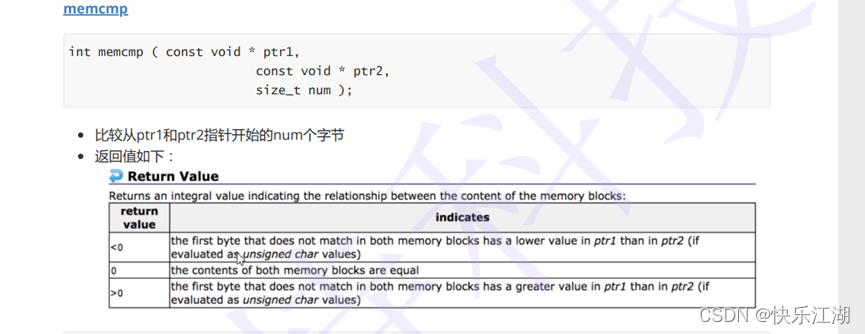 memcmp
int memcmp ( const void * ptr1,
const void * ptr2,
size_t num );
• 比较从ptr1和ptr2指针开始的num个字节
• 返回值如下：
Return Value
Returns an integral value indicating the relationship between the content of the memory blocks:
return value indicates
<0 the first byte that does not match in both memory blocks has a lower value in ptr1 than in ptr2 (if
evaluated as unsigned char values)
0 the contents of both memory blocks are equal
>0 the first byte that does not match in both memory blocks has a greater value in ptr1 than in ptr2 (if
evaluated as unsigned char values)
科技
CSDN @快乐江湖